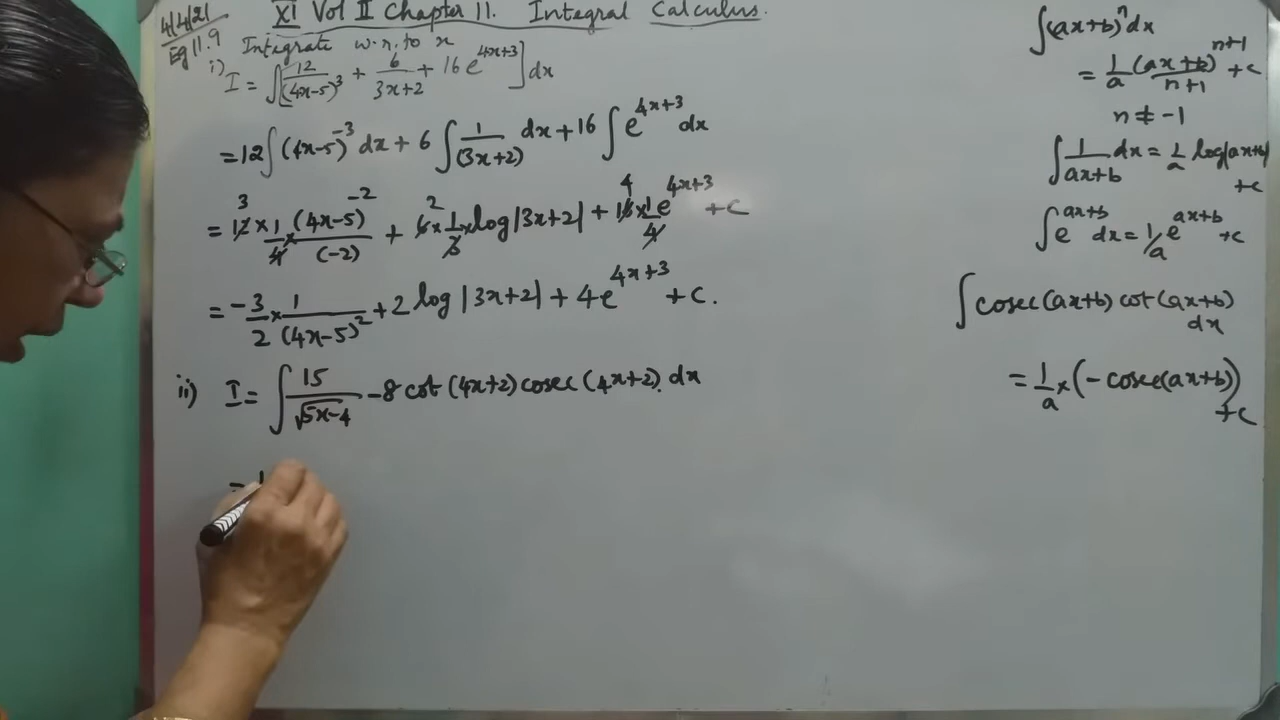 4/4/21
XI Vol II Chapter 11. Integral Calculus.
Eg 11.9 Integrate w.r. to x
i) I = ∫[12/(4x-5)³ + 6/(3x+2) + 16 e^(4x+3)] dx
= 12∫(4x-5)^-3 dx + 6 ∫ 1/(3x+2) dx + 16 ∫ e^(4x+3) dx
= 12 3 × 1/4 × (4x-5)^-2/(-2) + 6 2 × 1/3 × log|3x+2| + 16 4 × 1/4 e^(4x+3) + c
= -3/2 × 1/(4x-5)² + 2 log |3x+2| + 4e^(4x+3) + c.
ii) I = ∫ 15/√5x-4 - 8 cot (4x+2) cosec (4x+2). dx
= 1
∫(ax+b)^n dx
= 1/a (ax+b)^(n+1)/(n+1) + c
n ≠ -1
∫ 1/(ax+b) dx = 1/a log|ax+b|
+c
∫ e^(ax+b) dx = 1/a e^(ax+b) + c
∫ cosec (ax+b) cot (ax+b)
dx
= 1/a × (- cosec(ax+b))
+c